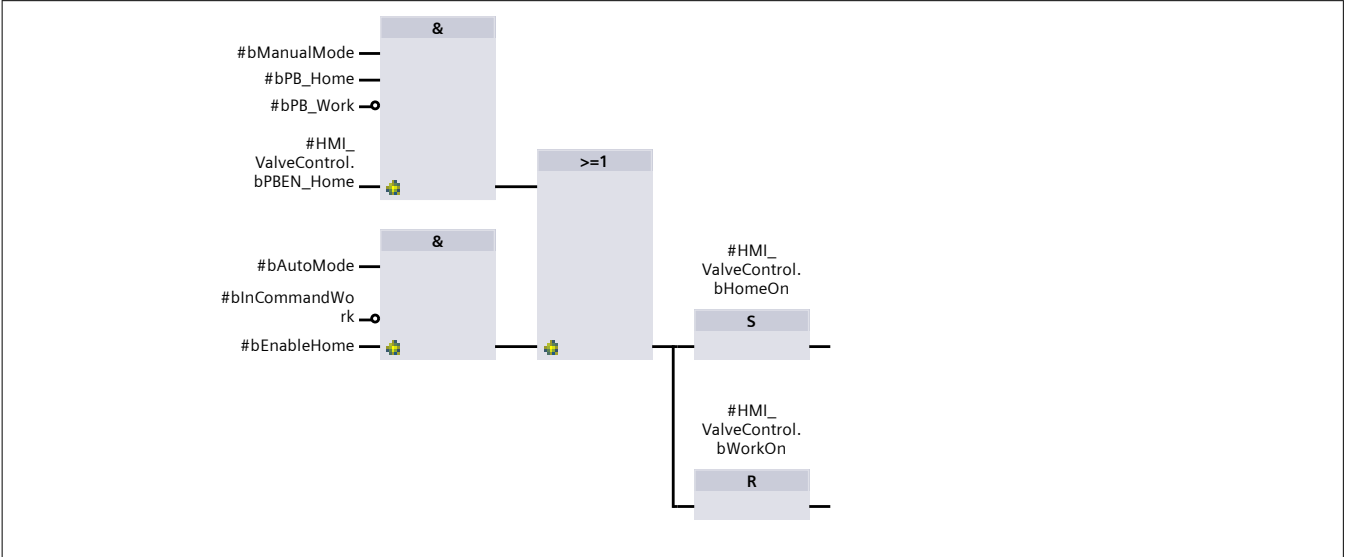 &
#bManualMode
#bPB_Home
#bPB_Work
#HMI_
ValveControl.
bPBEN_Home
>=1
&
#bAutoMode
#bInCommandWo
rk
#bEnableHome
#HMI_
ValveControl.
bHomeOn
S
#HMI_
ValveControl.
bWorkOn
R